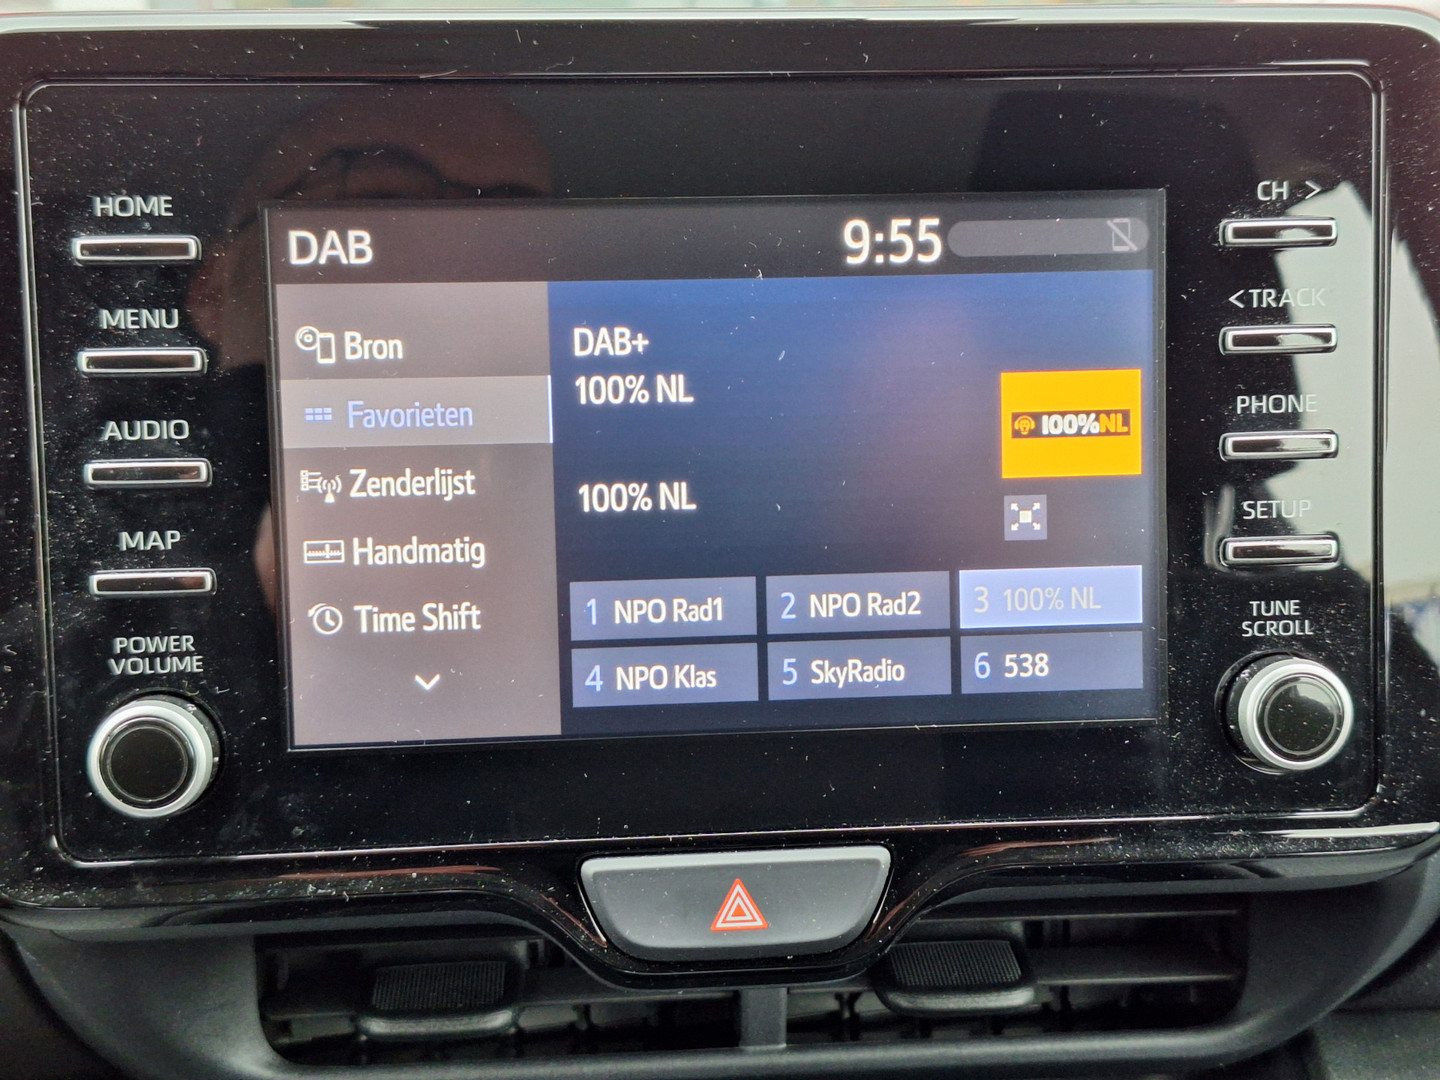 HOME
MENU
AUDIO
MAP
POWER
VOLUME
DAB
9:55
Bron
Favorieten
Zenderlijst
Handmatig
Time Shift
DAB+
100% NL
100%NL
100% NL
1 NPO Rad1
2 NPO Rad2
3 100% NL
4 NPO Klas
5 SkyRadio
6 538
CH >
< TRACK
PHONE
SETUP
TUNE
SCROLL